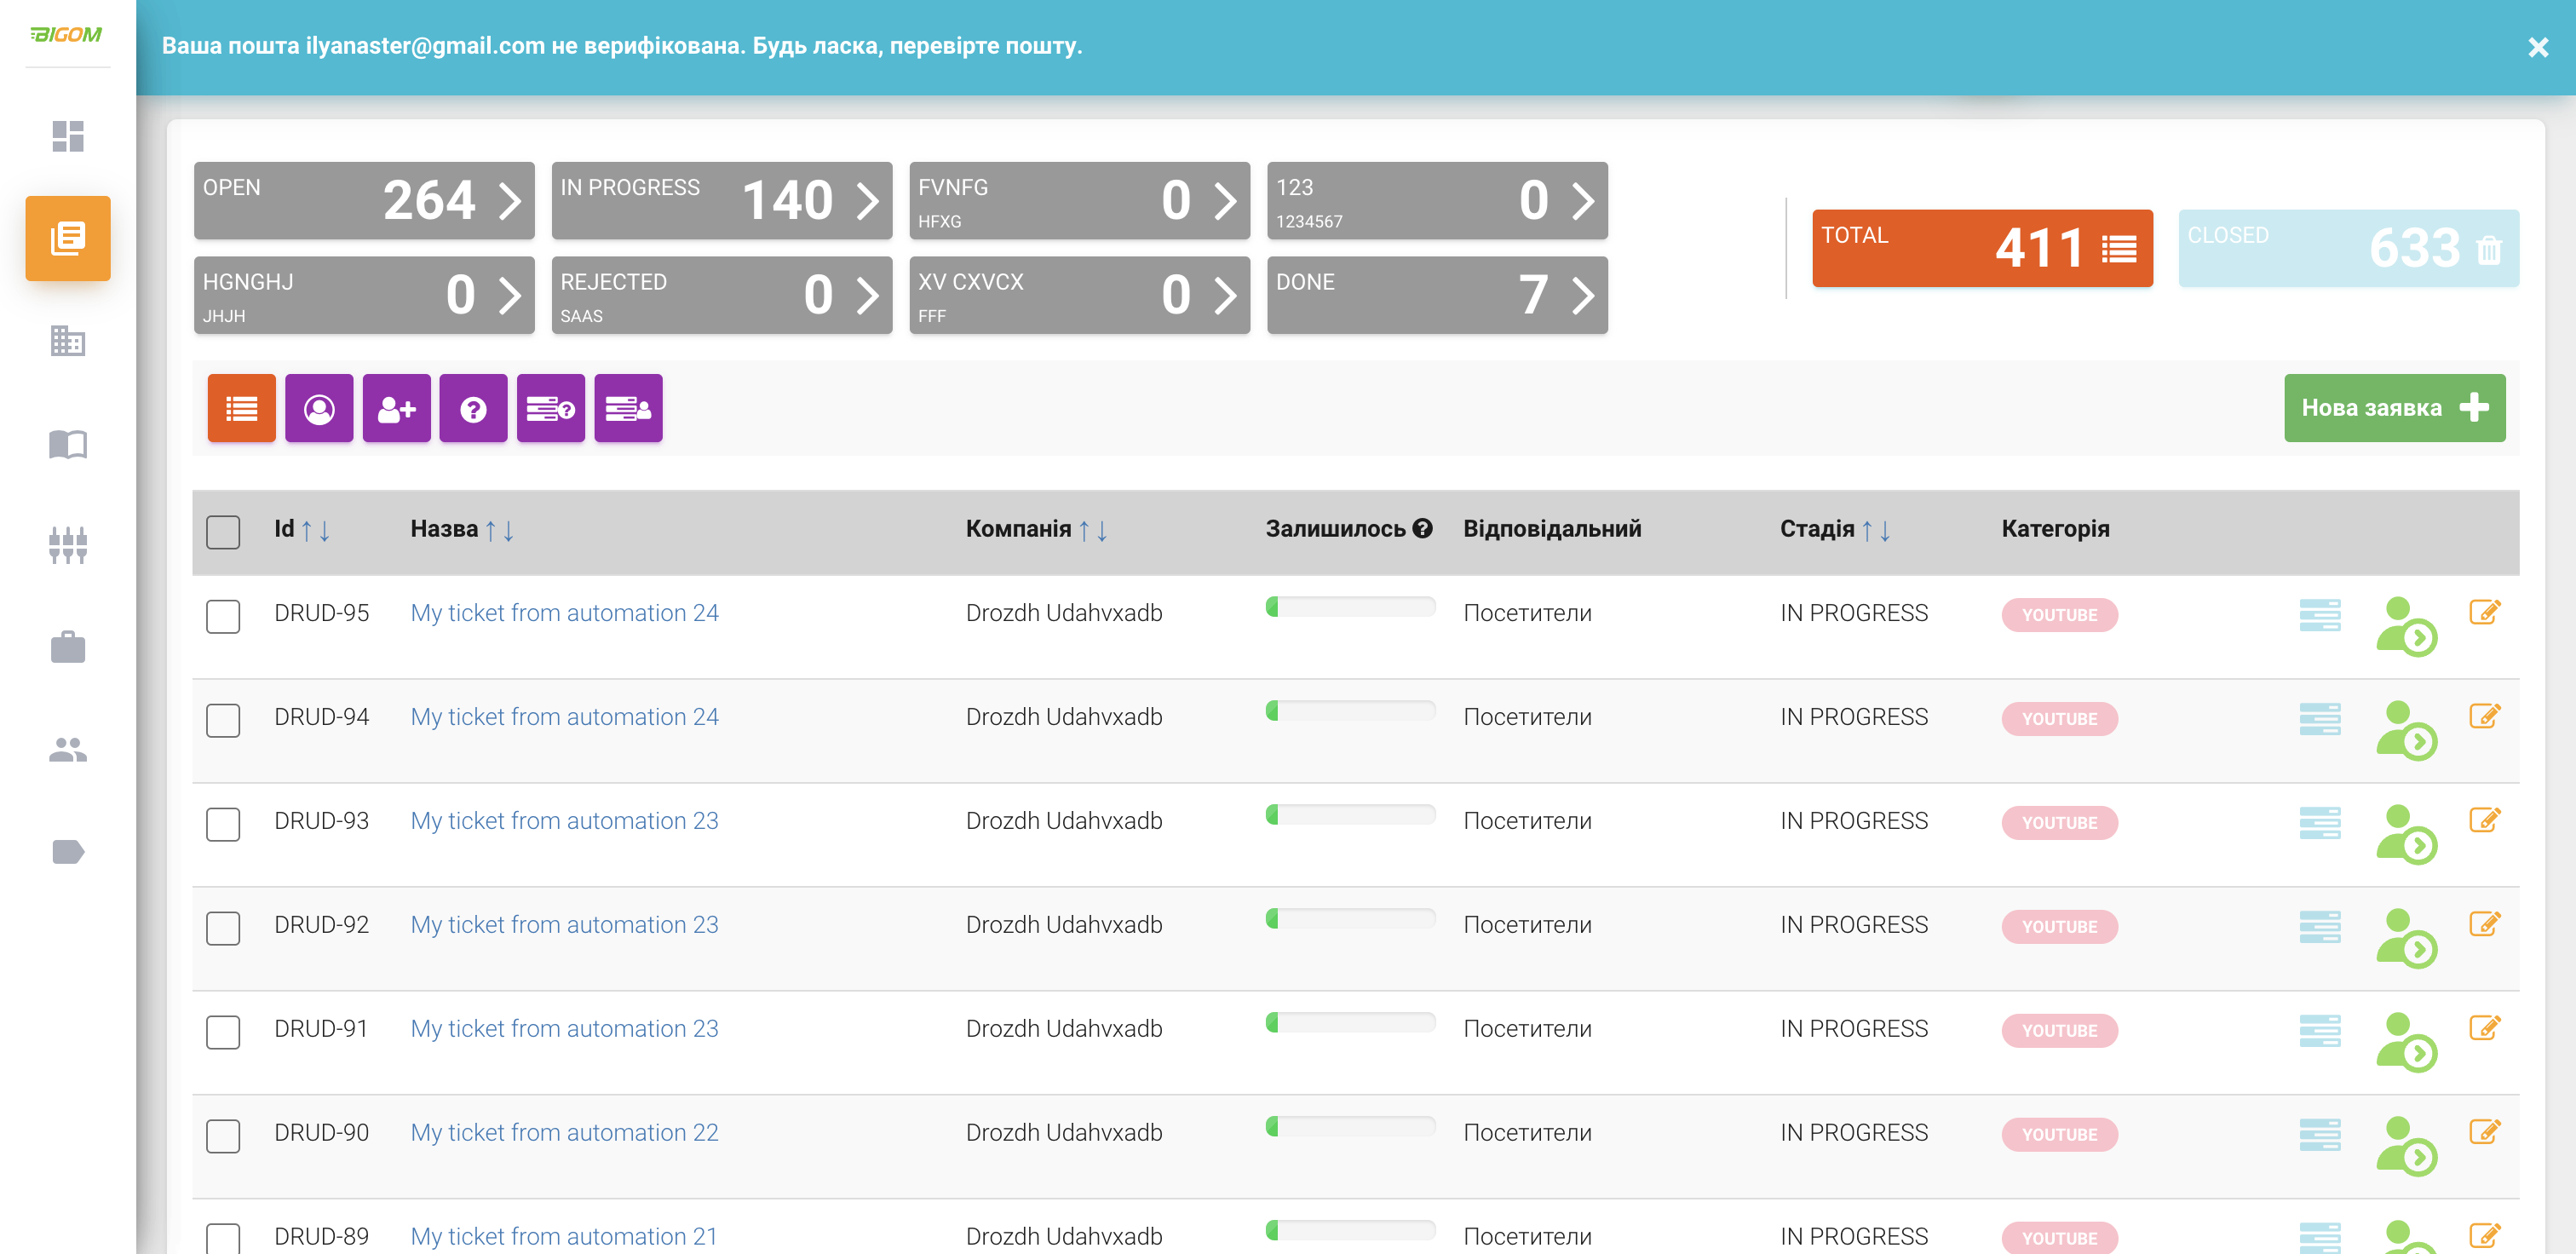 BIGOM
Ваша пошта ilyanaster@gmail.com не верифікована. Будь ласка, перевірте пошту.
OPEN 264
IN PROGRESS 140
FVNFG 0
HFXG
123 0
1234567
HGNGHJ 0
JHJH
REJECTED 0
SAAS
XV CXVCX 0
FFF
DONE 7
TOTAL 411
CLOSED 633
Нова заявка
Id Назва Компанія Залишилось Відповідальний Стадія Категорія
DRUD-95 My ticket from automation 24 Drozdh Udahvxadb Посетители IN PROGRESS YOUTUBE
DRUD-94 My ticket from automation 24 Drozdh Udahvxadb Посетители IN PROGRESS YOUTUBE
DRUD-93 My ticket from automation 23 Drozdh Udahvxadb Посетители IN PROGRESS YOUTUBE
DRUD-92 My ticket from automation 23 Drozdh Udahvxadb Посетители IN PROGRESS YOUTUBE
DRUD-91 My ticket from automation 23 Drozdh Udahvxadb Посетители IN PROGRESS YOUTUBE
DRUD-90 My ticket from automation 22 Drozdh Udahvxadb Посетители IN PROGRESS YOUTUBE
DRUD-89 My ticket from automation 21 Drozdh Udahvxadb Посетители IN PROGRESS YOUTUBE